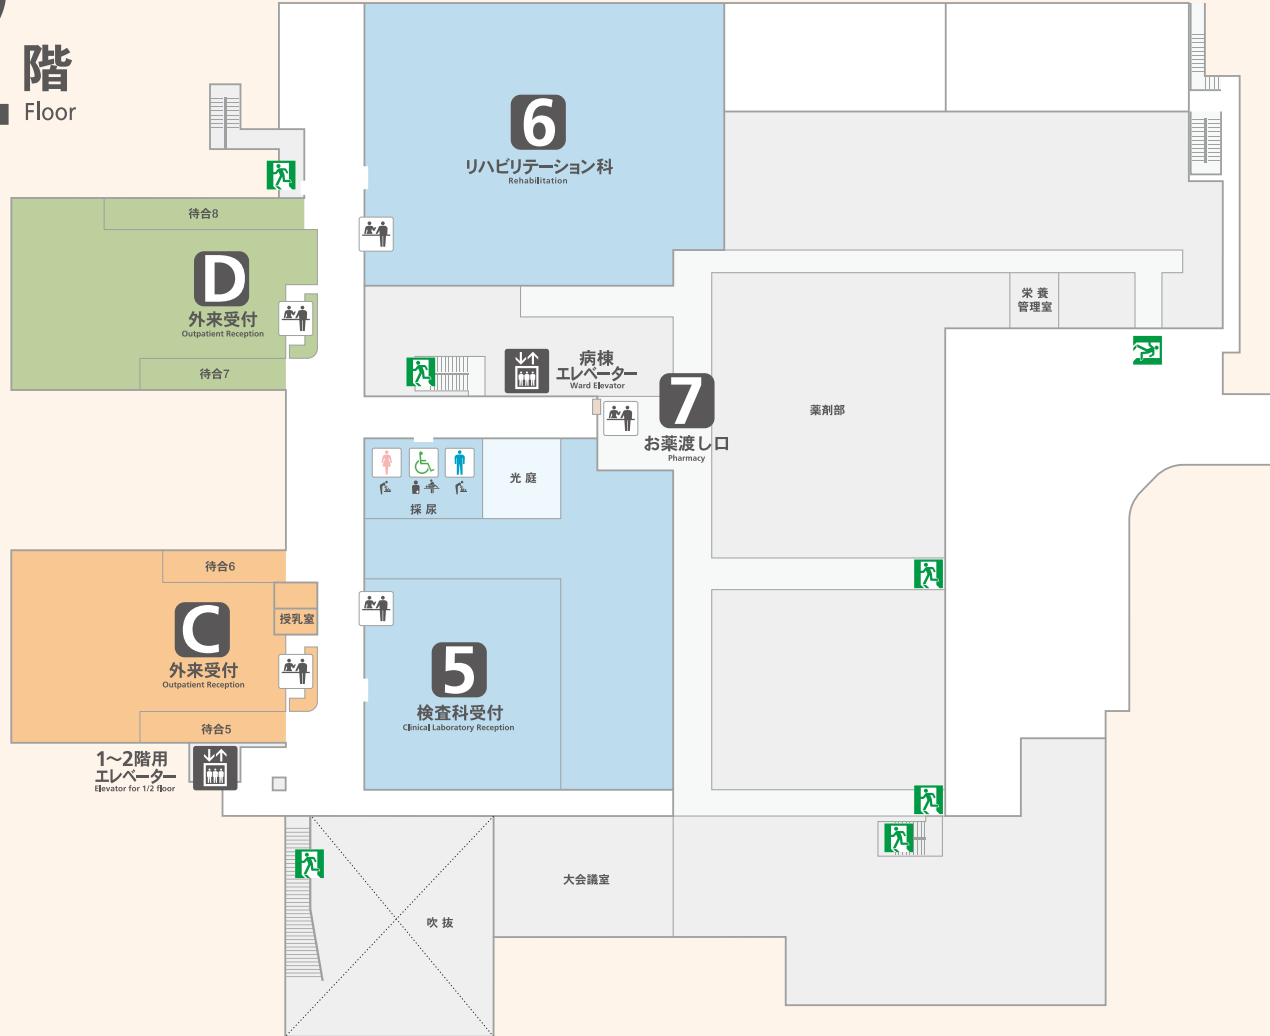 階
Floor
6
リハビリテーション科
Rehabilitation
待合8
D
外来受付
Outpatient Reception
待合7
栄養
管理室
病棟
エレベーター
Ward Elevator
7
お薬渡し口
Pharmacy
薬剤部
光庭
採尿
待合6
授乳室
C
外来受付
Outpatient Reception
待合5
5
検査科受付
Clinical Laboratory Reception
1〜2階用
エレベーター
Elevator for 1/2 floor
大会議室
吹抜